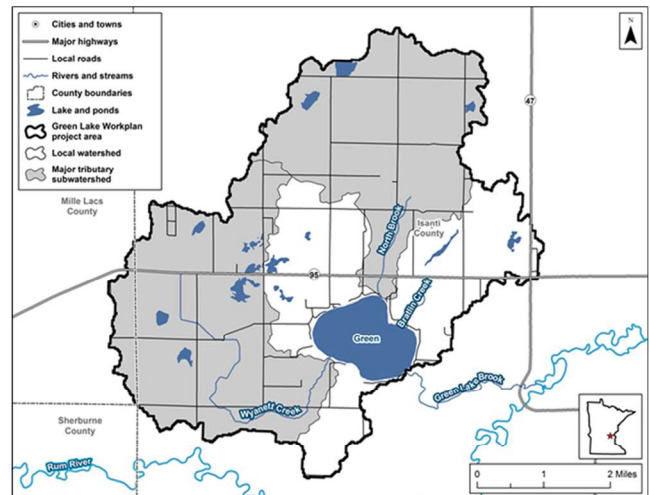 Cities and towns
Major highways
Local roads
Rivers and streams
County boundaries
Lake and ponds
Green Lake Workplan
project area
Local watershed
Major tributary
subwatershed
N
47
Mille Lacs
County
North Brook
Isanti
County
95
Brattin Creek
Green
Green Lake Brook
Wyanett Creek
Sherburne
County
Rum River
0 1 2 Miles